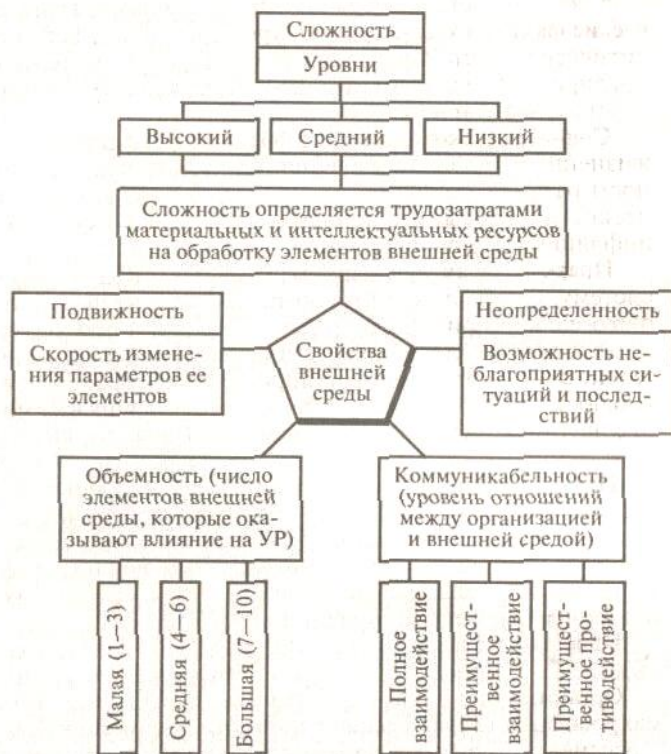 Сложность
Уровни
Высокий
Средний
Низкий
Сложность определяется трудозатратами
материальных и интеллектуальных ресурсов
на обработку элементов внешней среды
Подвижность
Скорость измене-
ния параметров ее
элементов
Свойства
внешней
среды
Неопределенность
Возможность не-
благоприятных си-
туаций и послед-
ствий
Объемность (число
элементов внешней
среды, которые ока-
зывают влияние на УР)
Коммуникабельность
(уровень отношений
между организацией
и внешней средой)
Малая (1—3)
Средняя (4—6)
Большая (7—10)
Полное
взаимодействие
Преимущест-
венное
взаимодействие
Преимущест-
венное про-
тиводействие